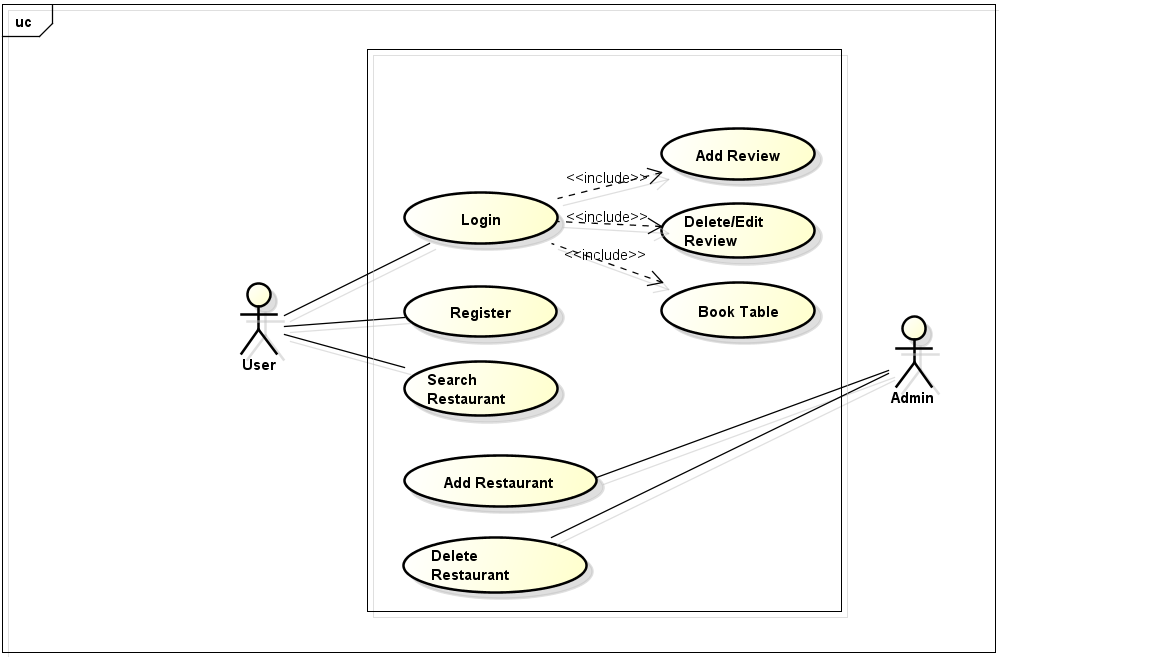 uc
Add Review
<<include>>
Login
<<include>>
Delete/Edit
Review
<<include>>
Register
Book Table
User
Search
Restaurant
Admin
Add Restaurant
Delete
Restaurant